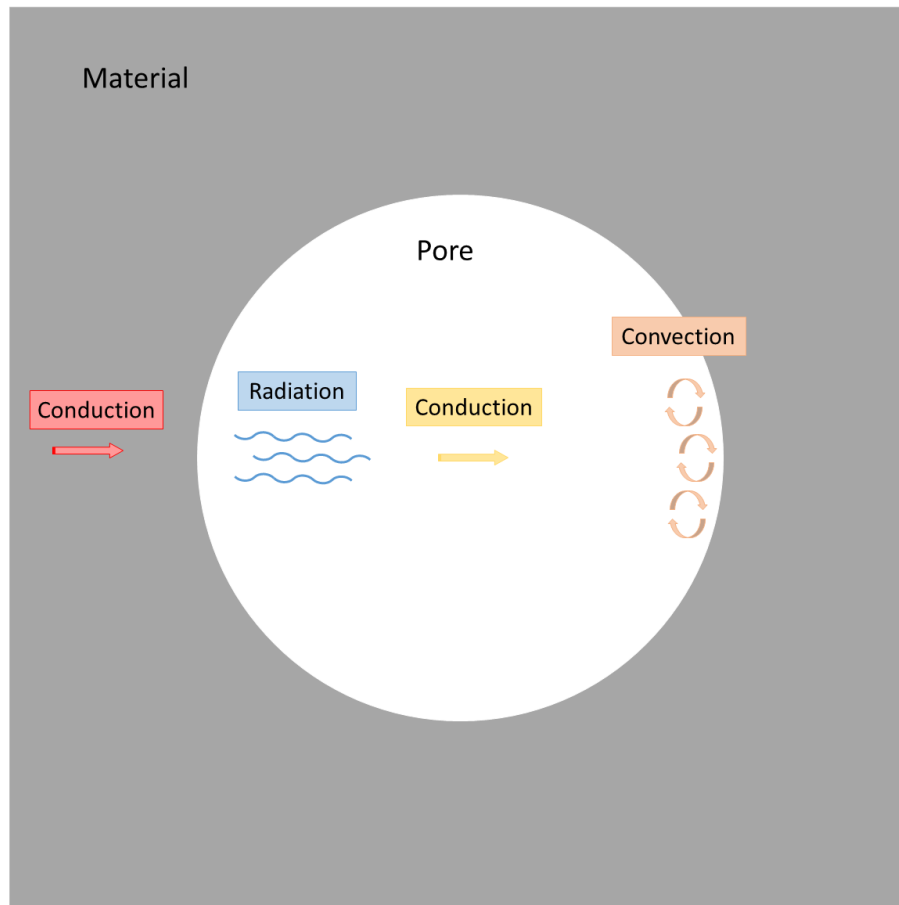 Material
Pore
Convection
Radiation
Conduction
Conduction